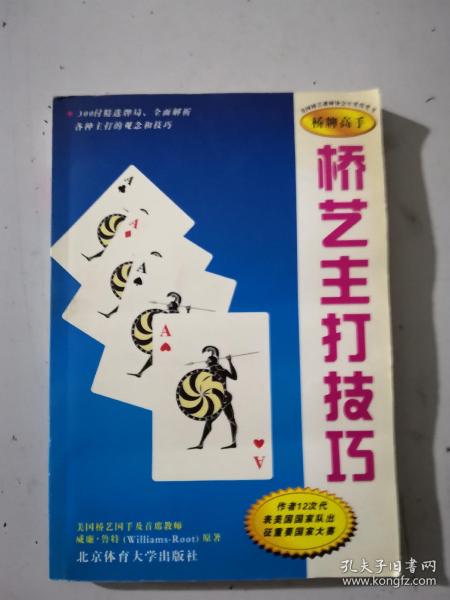 * 300付精选牌局、全面解析
各种主打的观念和技巧
桥牌高手
桥艺主打技巧
A
A
A
A
A
作者12次代
表美国国家队出
征重要国家大赛
美国桥艺国手及首席教师
威廉·鲁特 (Williams-Root) 原著
北京体育大学出版社
孔夫子旧书网